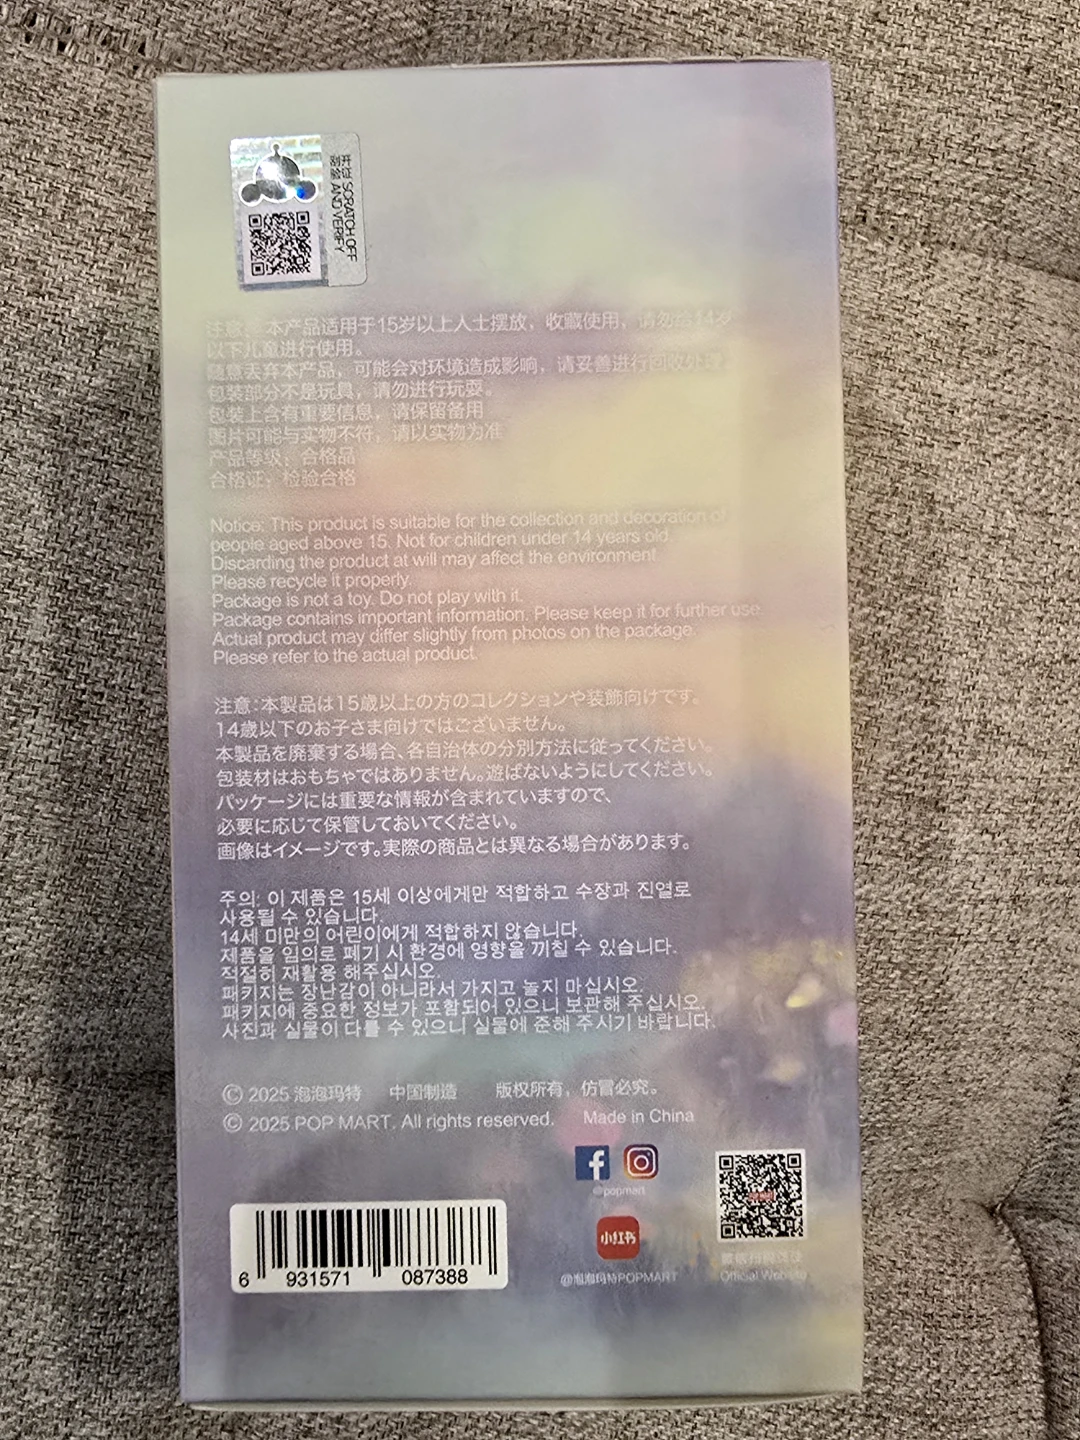 SCRATCH OFF
AND VERIFY
注意：本产品适用于15岁以上人士摆放，收藏使用，请勿给14岁
以下儿童进行使用。
随意丢弃本产品，可能会对环境造成影响，请妥善进行回收处理。
包装部分不是玩具，请勿进行玩耍。
包装上含有重要信息，请保留备用
图片可能与实物不符，请以实物为准
产品等级：合格品
合格证：检验合格
Notice: This product is suitable for the collection and decoration of
people aged above 15. Not for children under 14 years old.
Discarding the product at will may affect the environment
Please recycle it properly.
Package is not a toy. Do not play with it.
Package contains important information. Please keep it for further use.
Actual product may differ slightly from photos on the package.
Please refer to the actual product.
注意：本製品は15歳以上の方のコレクションや装飾向けです。
14歳以下のお子さま向けではございません。
本製品を廃棄する場合、各自治体の分別方法に従ってください。
包装材はおもちゃではありません。遊ばないようにしてください。
パッケージには重要な情報が含まれていますので、
必要に応じて保管しておいてください。
画像はイメージです。実際の商品とは異なる場合があります。
주의: 이 제품은 15세 이상에게만 적합하고 수장과 진열로
사용될 수 있습니다.
14세 미만의 어린이에게 적합하지 않습니다.
제품을 임의로 폐기 시 환경에 영향을 끼칠 수 있습니다.
적절히 재활용 해주십시오.
패키지는 장난감이 아니라서 가지고 놀지 마십시오.
패키지에 중요한 정보가 포함되어 있으니 보관해 주십시오.
사진과 실물이 다를 수 있으니 실물에 준해 주시기 바랍니다.
© 2025 泡泡玛特 中国制造 版权所有，仿冒必究。
© 2025 POP MART. All rights reserved. Made in China
@popmart
小红书
@泡泡玛特POPMART
Official Website
6 931571 087388